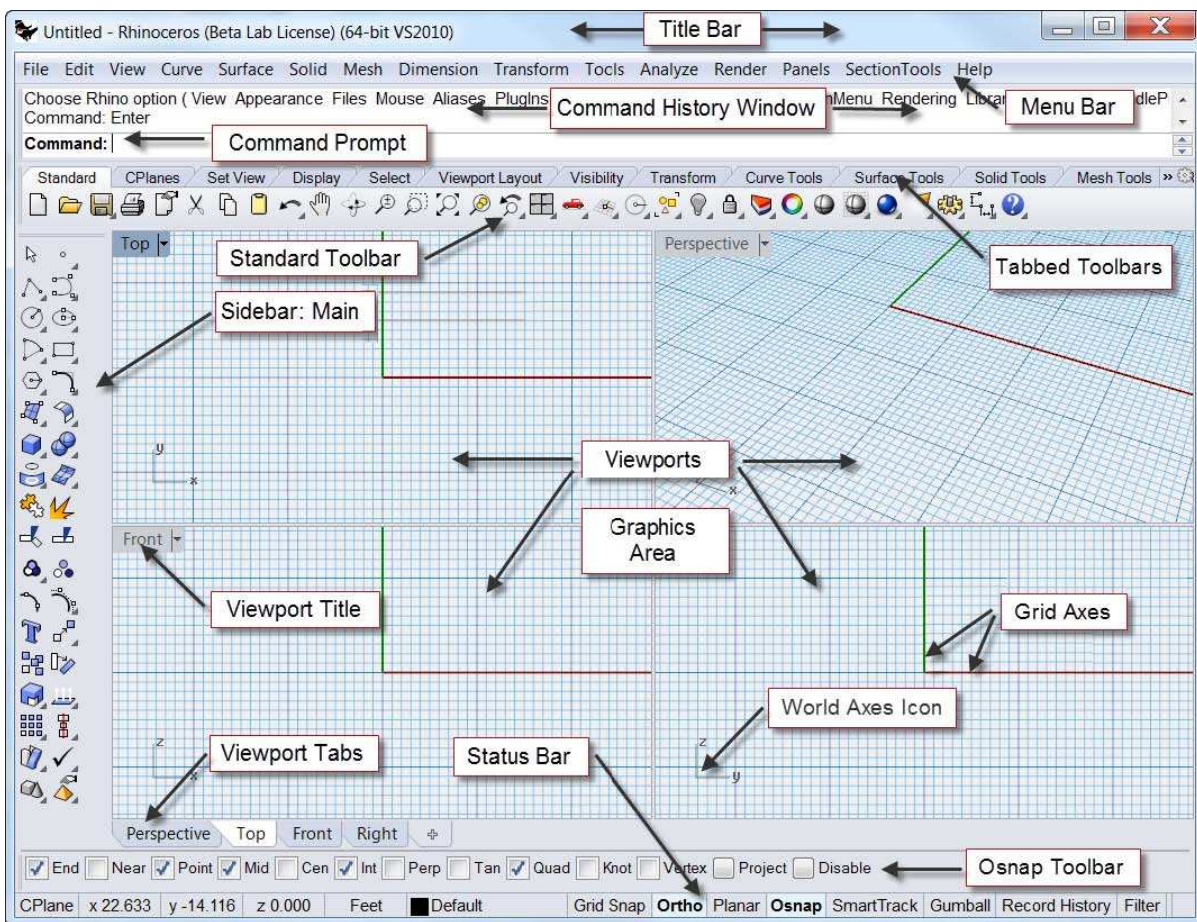 Untitled - Rhinoceros (Beta Lab License) (64-bit VS2010)
Title Bar
File Edit View Curve Surface Solid Mesh Dimension Transform Tools Analyze Render Panels SectionTools Help
Choose Rhino option ( View Appearance Files Mouse Aliases PlugIns Menu Rendering
Command History Window
Menu Bar
Command: Enter
Command:
Command Prompt
Standard CPlanes Set View Display Select Viewport Layout Visibility Transform Curve Tools Surface Tools Solid Tools Mesh Tools »
Top
Perspective
Standard Toolbar
Tabbed Toolbars
Sidebar: Main
y
x
Viewports
x
Graphics
Area
Front
Viewport Title
Grid Axes
World Axes Icon
Viewport Tabs
Status Bar
z
x
z
y
Perspective Top Front Right
End Near Point Mid Cen Int Perp Tan Quad Knot Vertex Project Disable
Osnap Toolbar
CPlane x 22.633 y -14.116 z 0.000 Feet Default Grid Snap Ortho Planar Osnap SmartTrack Gumball Record History Filter